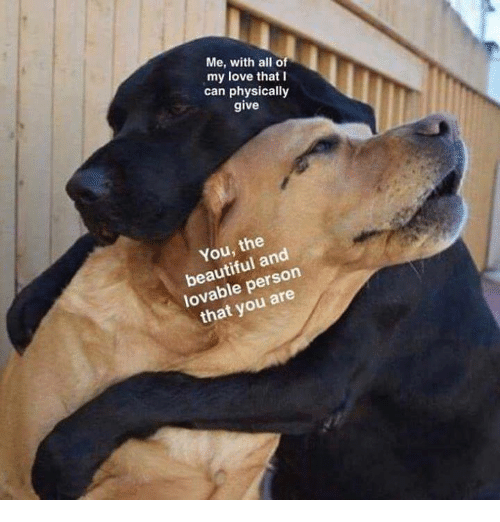 Me, with all of
my love that I
can physically
give
You, the
beautiful and
lovable person
that you are